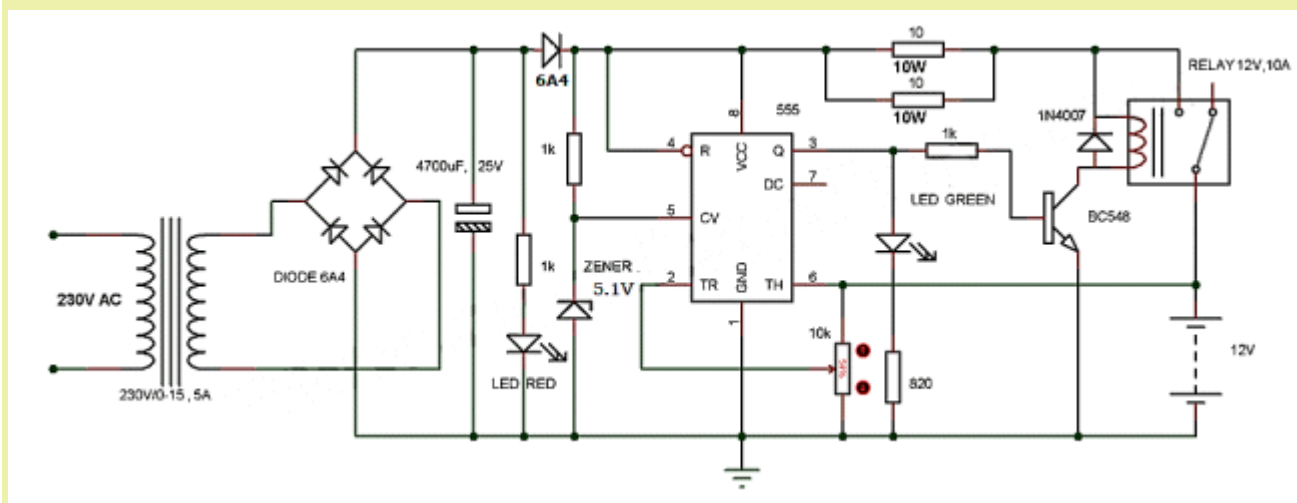 10
10W
10
10W
RELAY 12V,10A
6A4
555
1N4007
8
4 R VCC Q 3
1k
1k
4700uF, 25V
DC 7
LED GREEN
BC548
5 CV
DIODE 6A4
1k
ZENER
5.1V
2 TR GND TH 6
230V AC
1
10k
54%
12V
LED RED
820
230V/0-15 , 5A